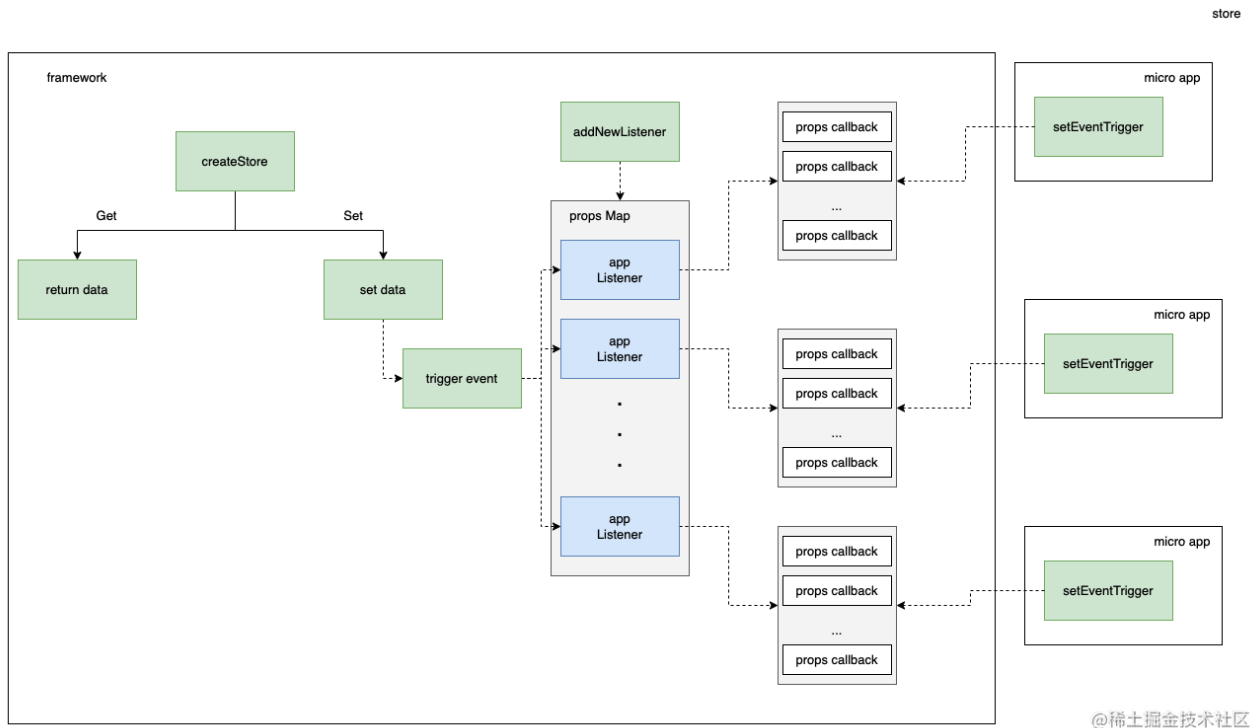 store
framework
micro app
addNewListener
props callback
setEventTrigger
createStore
props callback
Get
Set
props Map
...
props callback
app
Listener
return data
set data
micro app
trigger event
app
Listener
props callback
setEventTrigger
props callback
.
.
.
...
props callback
app
Listener
micro app
props callback
setEventTrigger
props callback
...
props callback
@稀土掘金技术社区